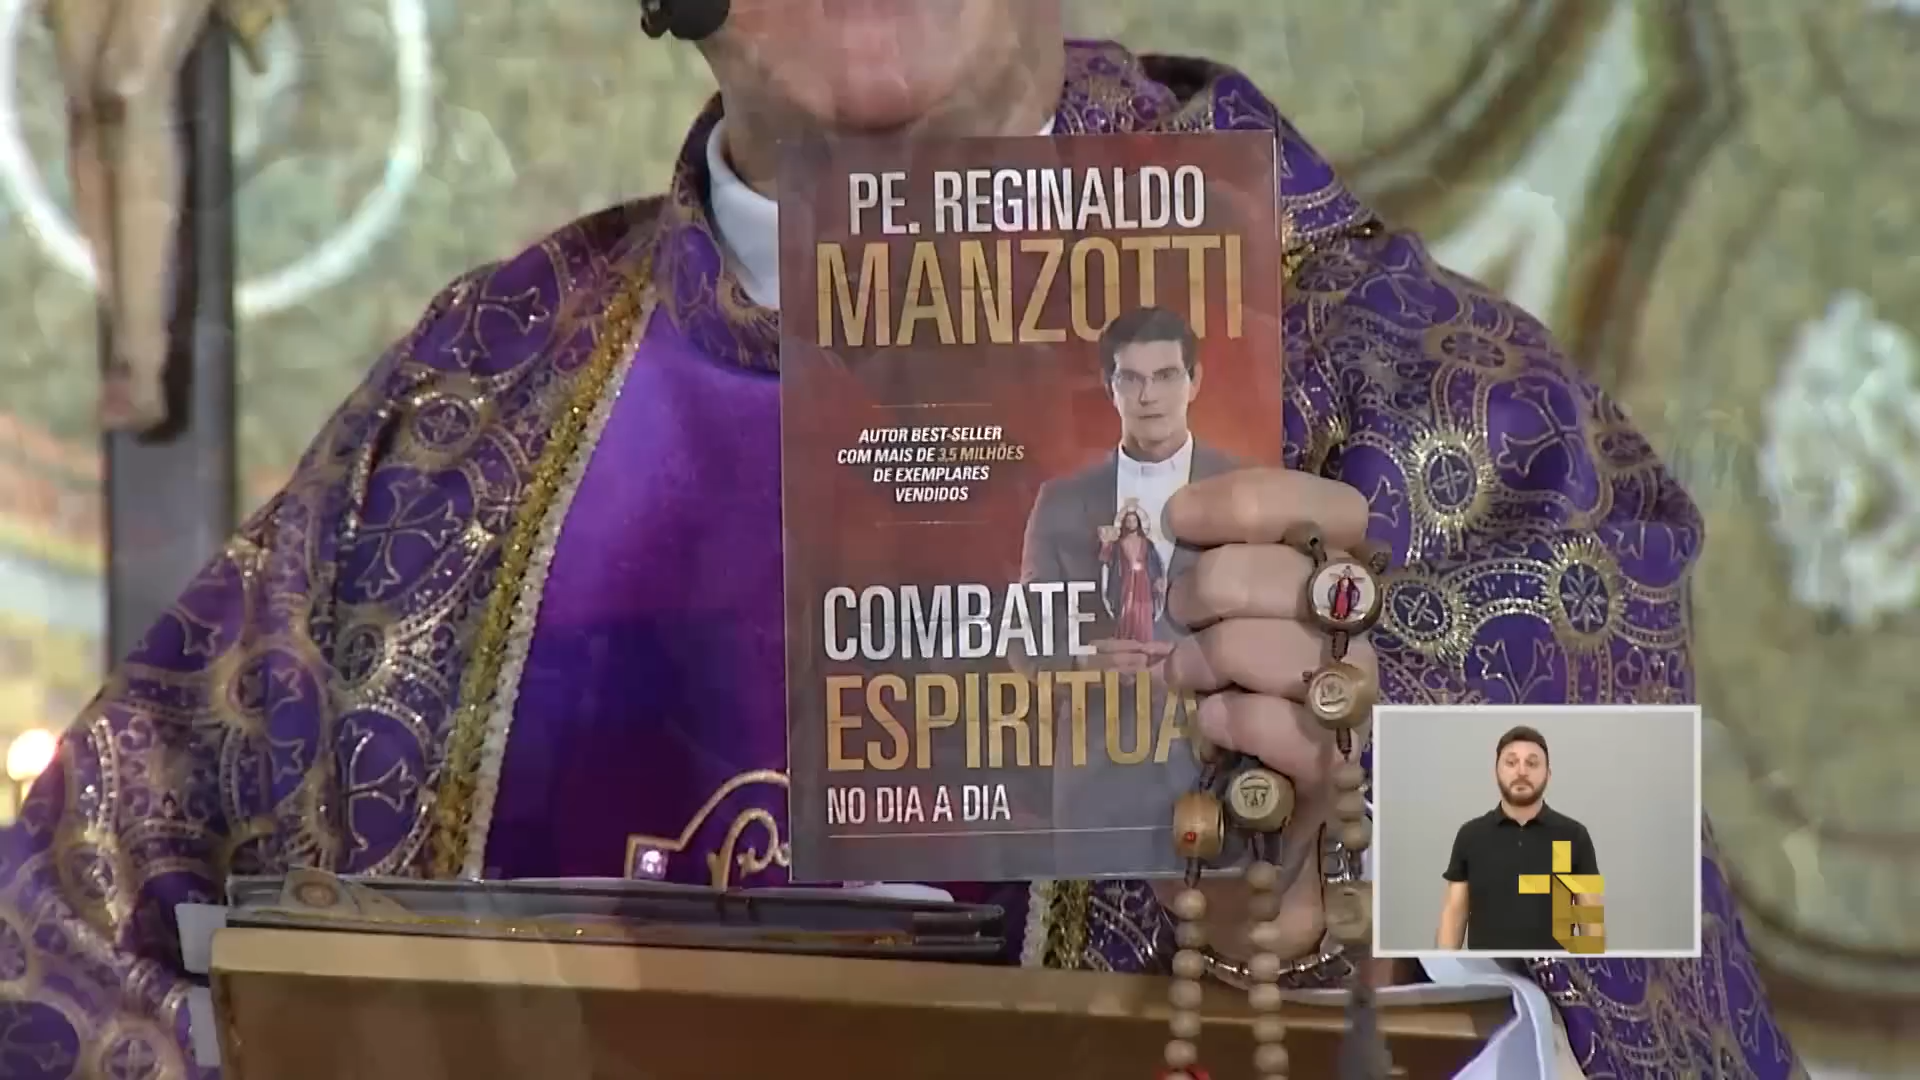 PE. REGINALDO
MANZOTTI
AUTOR BEST-SELLER
COM MAIS DE 3,5 MILHÕES
DE EXEMPLARES
VENDIDOS
COMBATE
ESPIRITUA
NO DIA A DIA